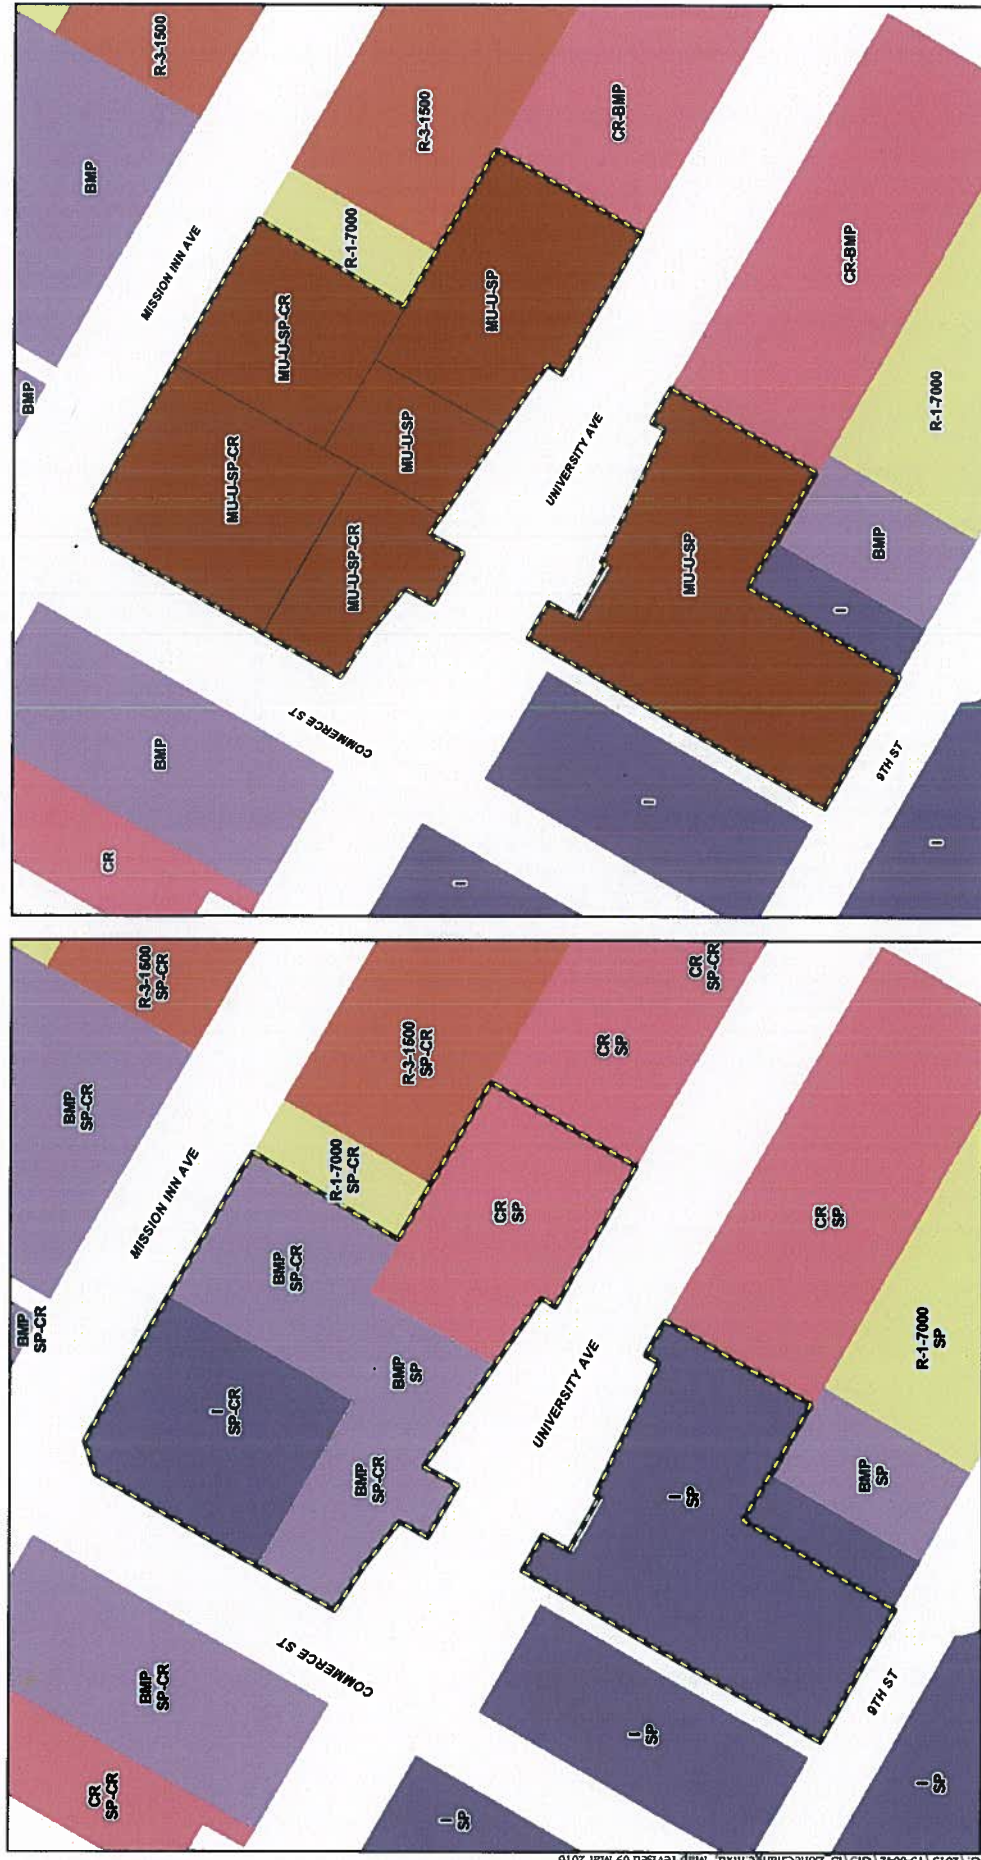 R-3-1500
BMP
R-3-1500
CR-BMP
MISSION INN AVE
R-1-7000
BMP
MU-U-SP-CR
MU-U-SP
CR-BMP
MU-U-SP-CR
MU-U-SP
R-1-7000
UNIVERSITY AVE
MU-U-SP-CR
MU-U-SP
BMP
I
COMMERCE ST
BMP
9TH ST
CR
I
I
I
R-3-1500
SP-CR
CR
SP-CR
BMP
SP-CR
R-3-1500
SP-CR
CR
SP
MISSION INN AVE
R-1-7000
SP-CR
BMP
SP-CR
CR
SP
CR
SP
BMP
SP-CR
I
SP-CR
BMP
SP
UNIVERSITY AVE
R-1-7000
SP
BMP
SP-CR
I
SP
BMP
SP
COMMERCE ST
BMP
SP-CR
9TH ST
CR
SP-CR
I
SP
I
SP
I
SP
Map revised 09 Mar 2016